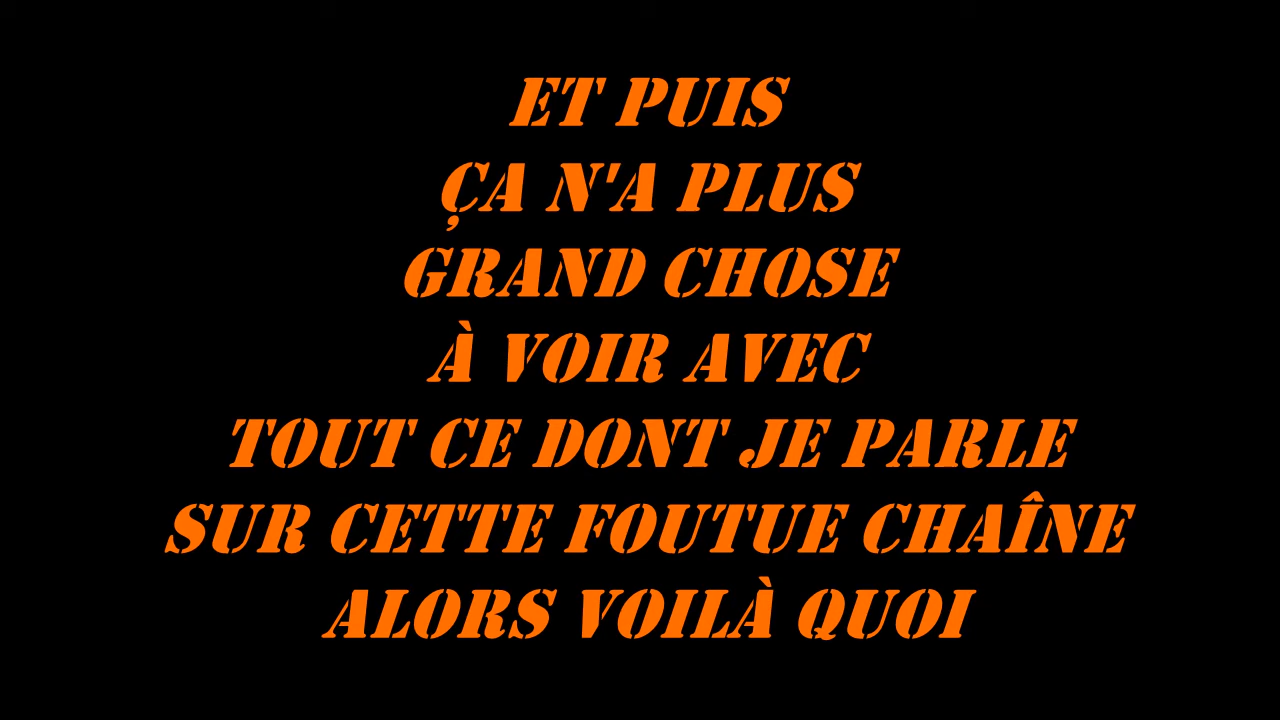 ET PUIS
ÇA N'A PLUS
GRAND CHOSE
À VOIR AVEC
TOUT CE DONT JE PARLE
SUR CETTE FOUTUE CHAÎNE
ALORS VOILÀ QUOI